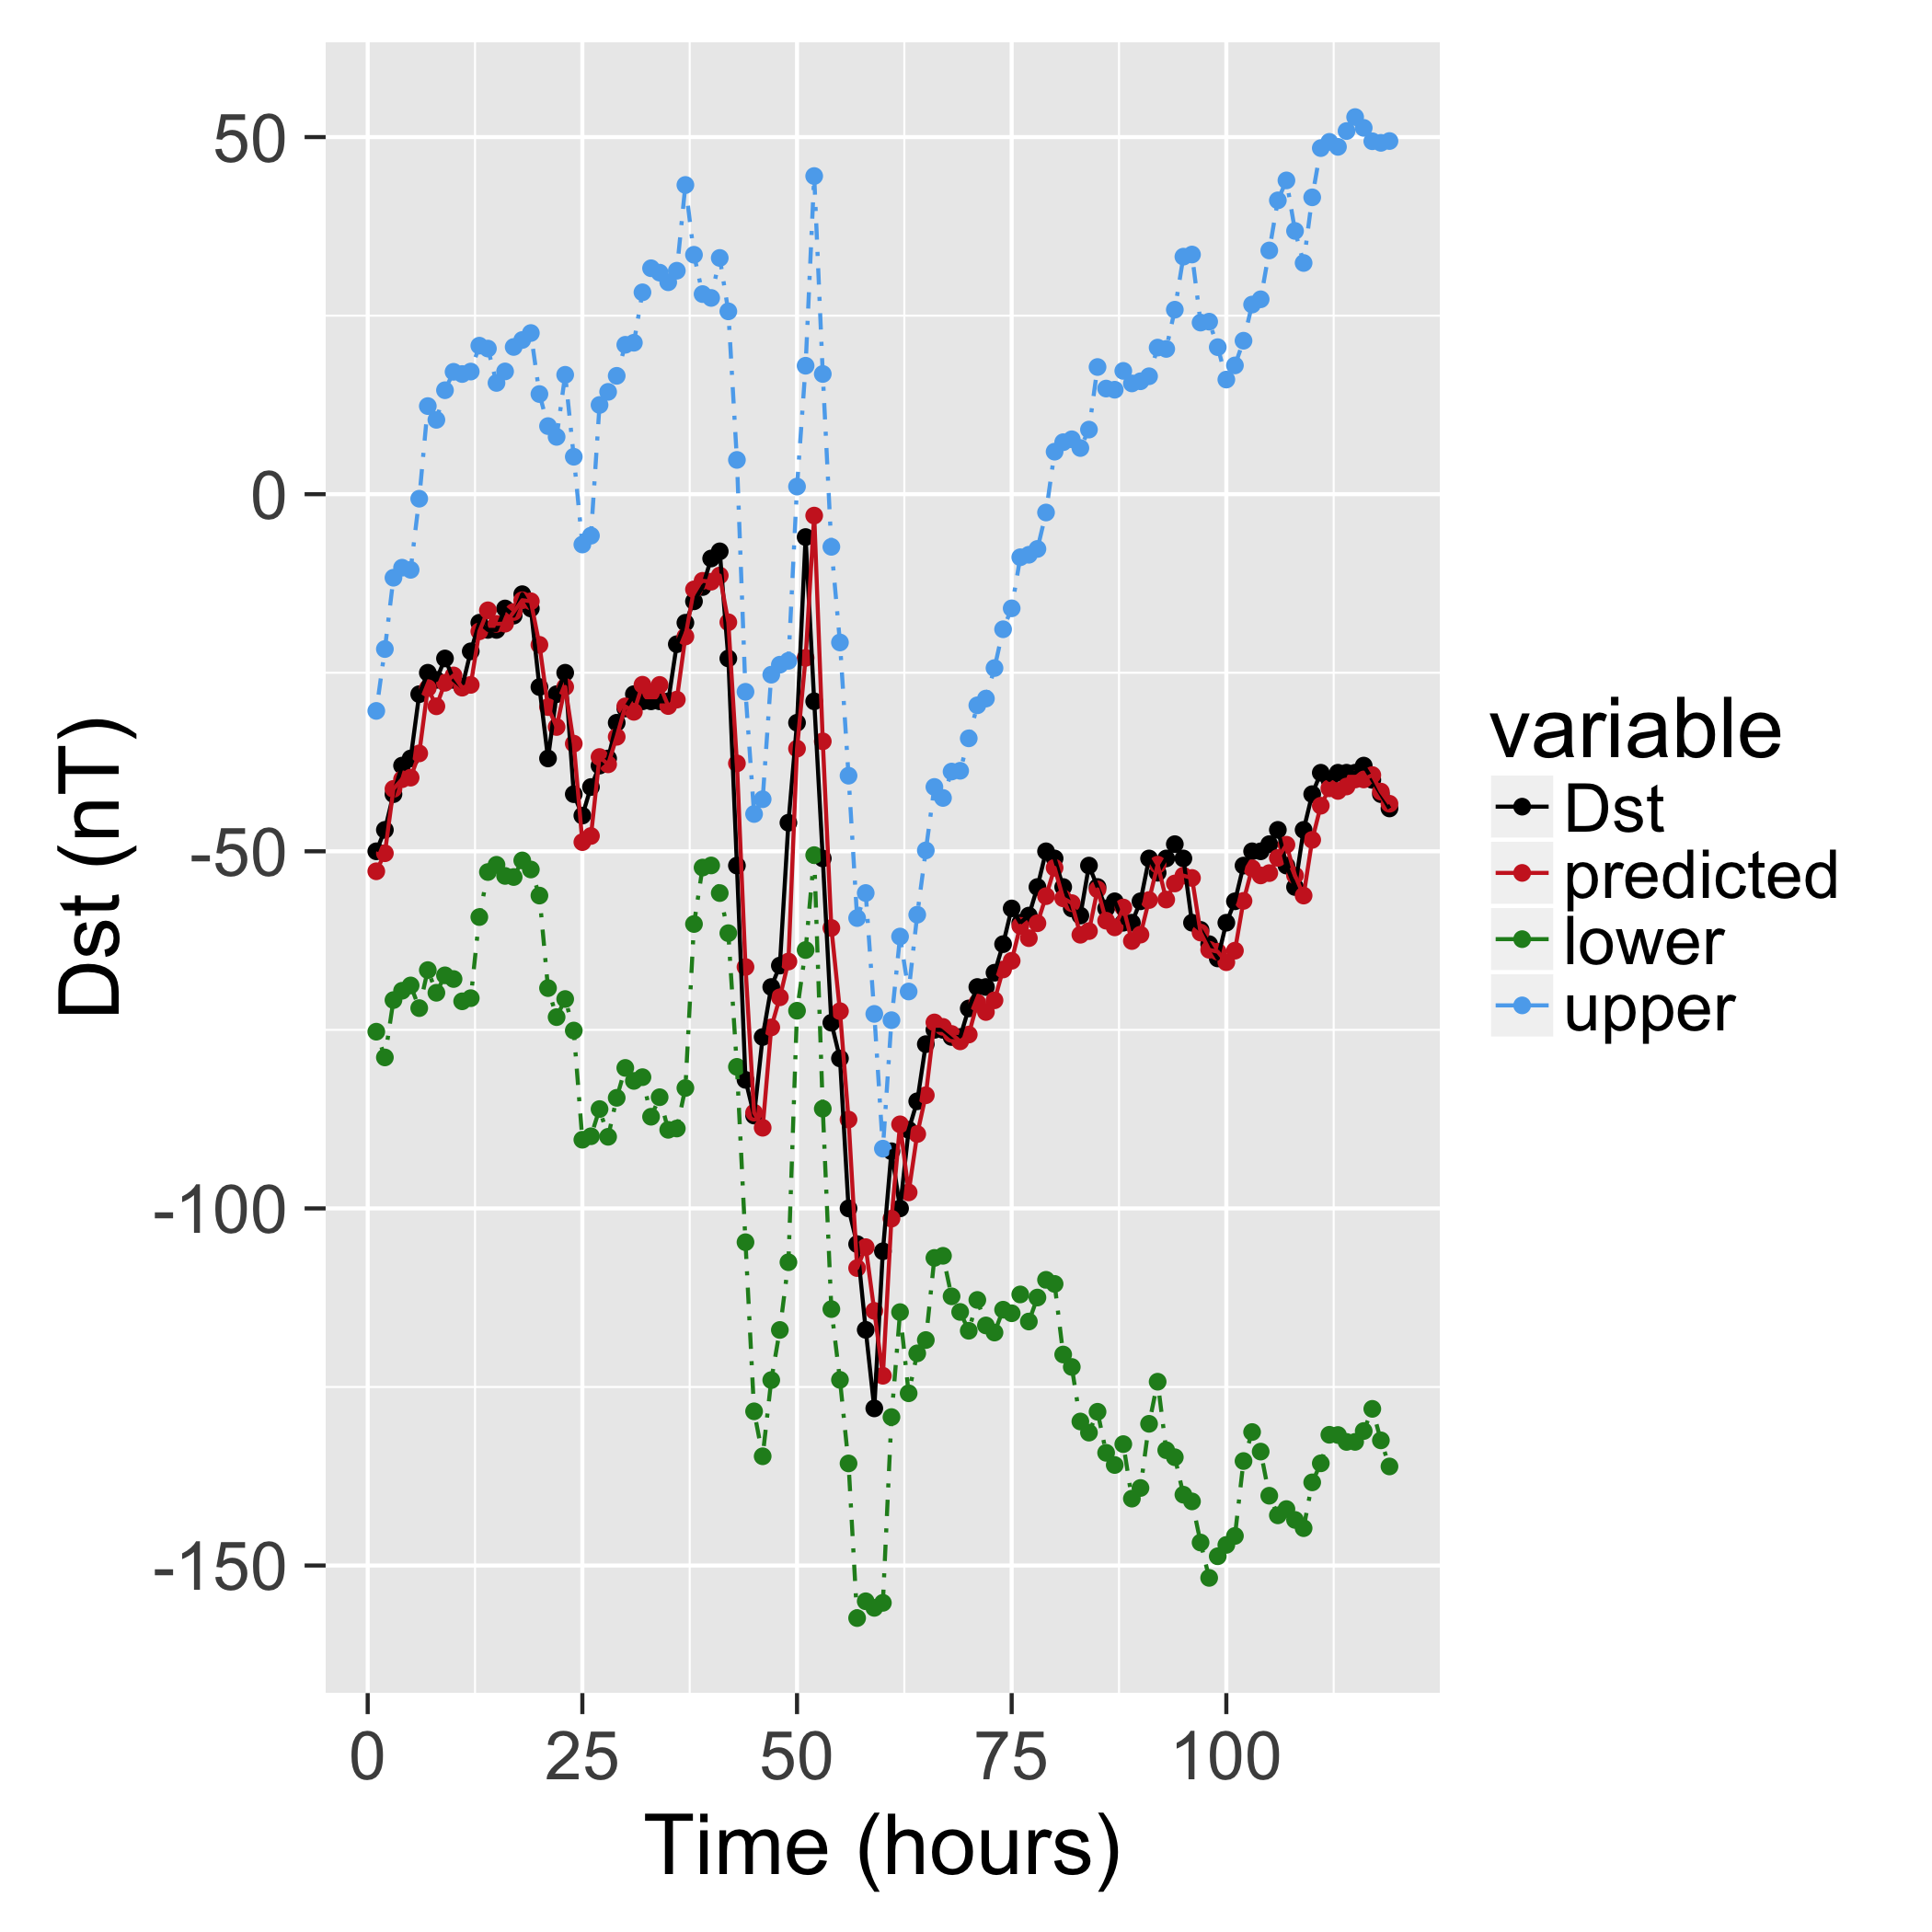 Dst (nT)
50
0
-50
-100
-150
0 25 50 75 100
Time (hours)
variable
Dst
predicted
lower
upper